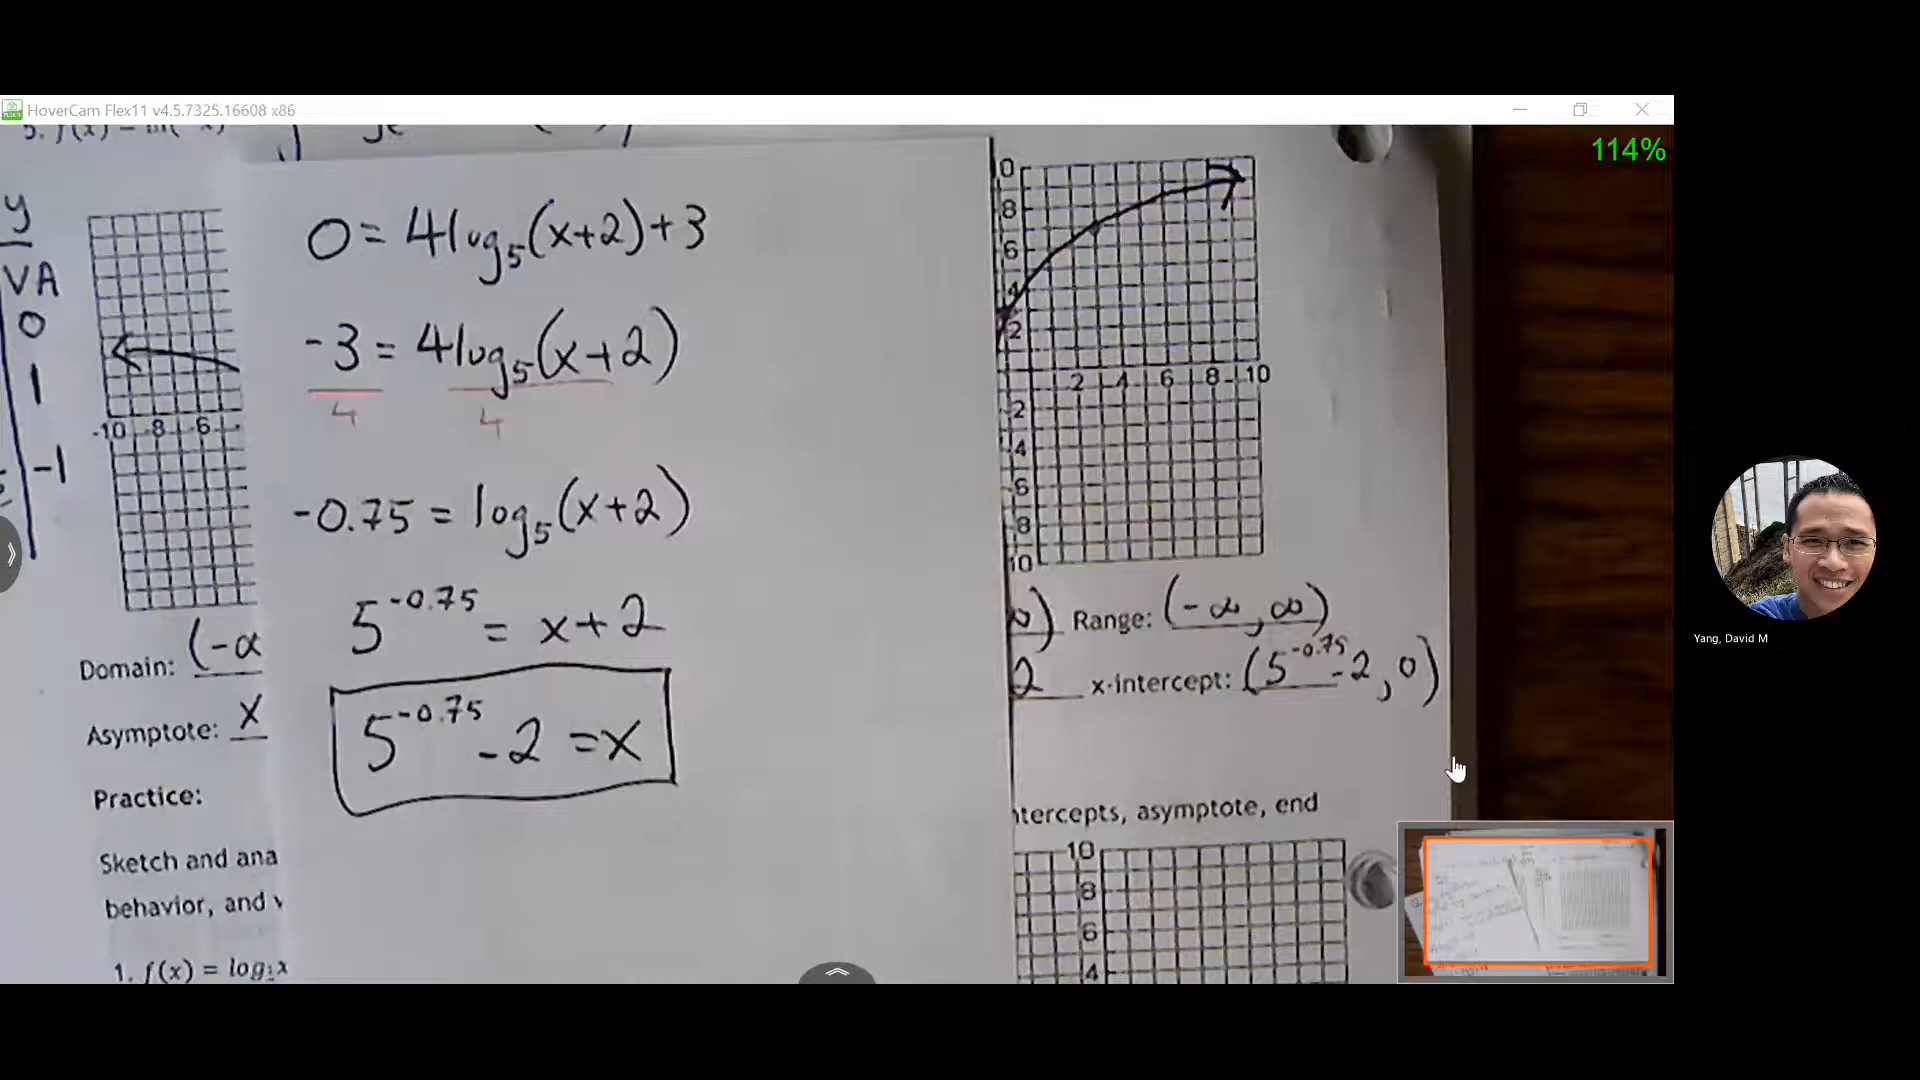 HoverCam Flex11 v4.5.7325.16608 x86
114%
y
VA
0
1
-1
-10 -8 -6
0 = 4log₅(x+2)+3
-3 = 4log₅(x+2)
4 4
-0.75 = log₅(x+2)
5^-0.75 = x+2
5^-0.75 - 2 = x
Domain: (-∞
Asymptote: x
Practice:
Sketch and ana
behavior, and
1. f(x) = log₂x
0
8
6
4
2
2 4 6 8 10
-2
4
6
8
10
Range: (-∞, ∞)
2 x-intercept: (5^-0.75 - 2, 0)
ntercepts, asymptote, end
10
8
6
4
Yang, David M